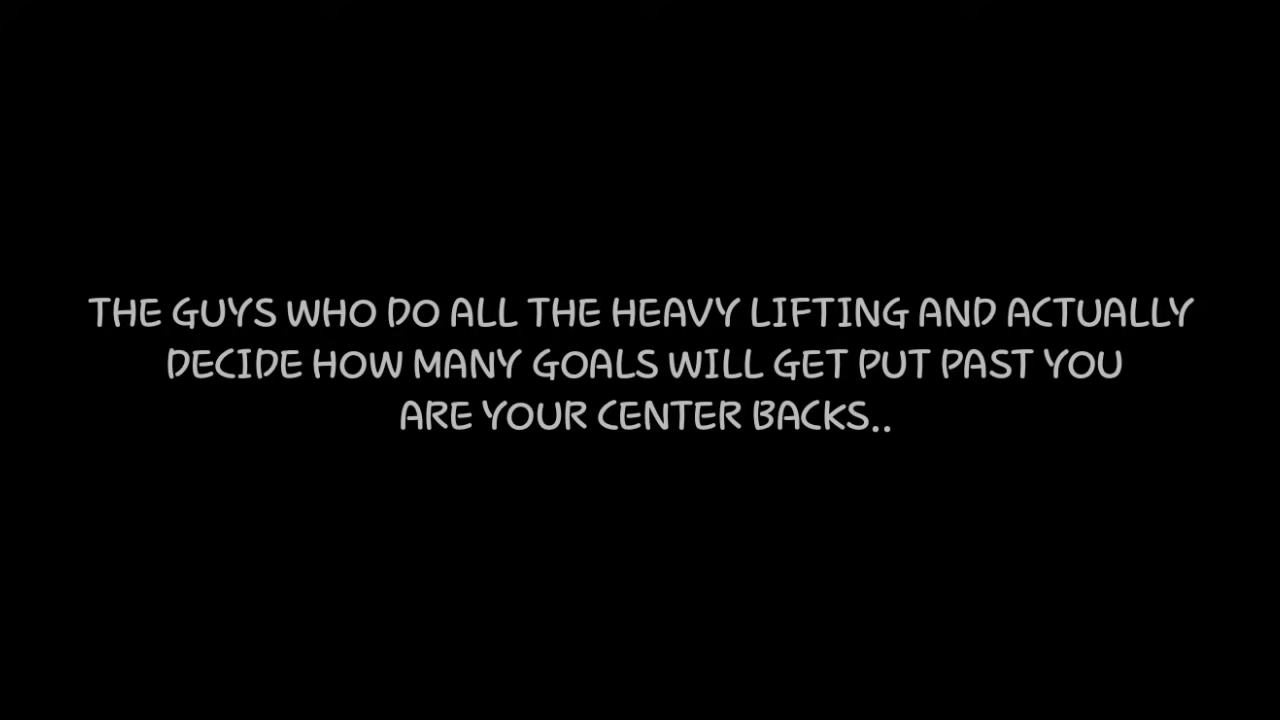 THE GUYS WHO DO ALL THE HEAVY LIFTING AND ACTUALLY
DECIDE HOW MANY GOALS WILL GET PUT PAST YOU
ARE YOUR CENTER BACKS..